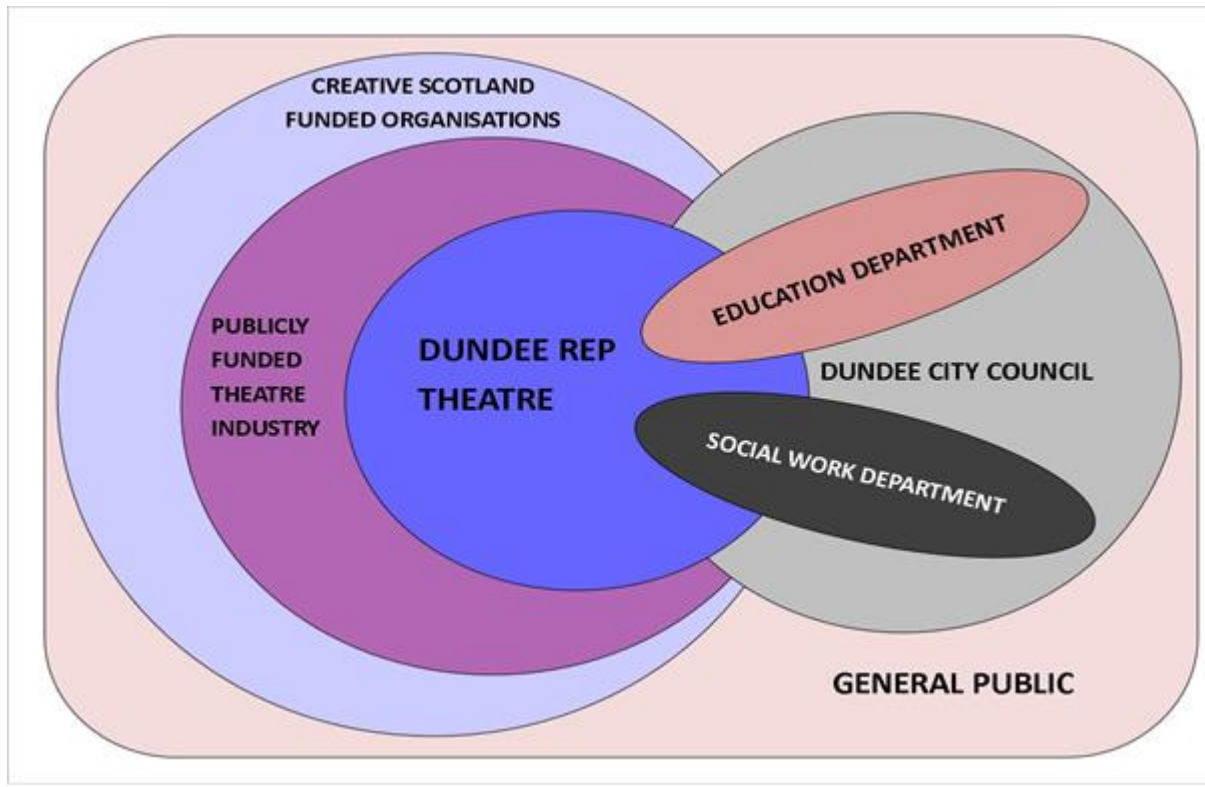 CREATIVE SCOTLAND
FUNDED ORGANISATIONS
PUBLICLY
FUNDED
THEATRE
INDUSTRY
DUNDEE REP
THEATRE
EDUCATION DEPARTMENT
DUNDEE CITY COUNCIL
SOCIAL WORK DEPARTMENT
GENERAL PUBLIC